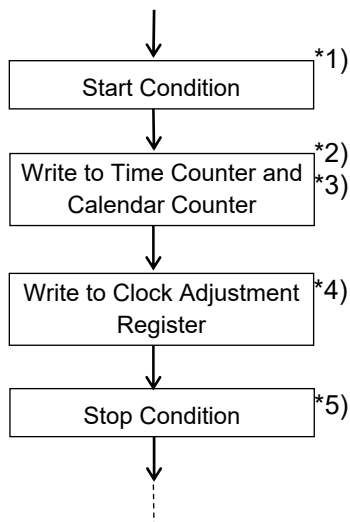 *1)
Start Condition
*2)
Write to Time Counter and
*3)
Calendar Counter
Write to Clock Adjustment
*4)
Register
*5)
Stop Condition